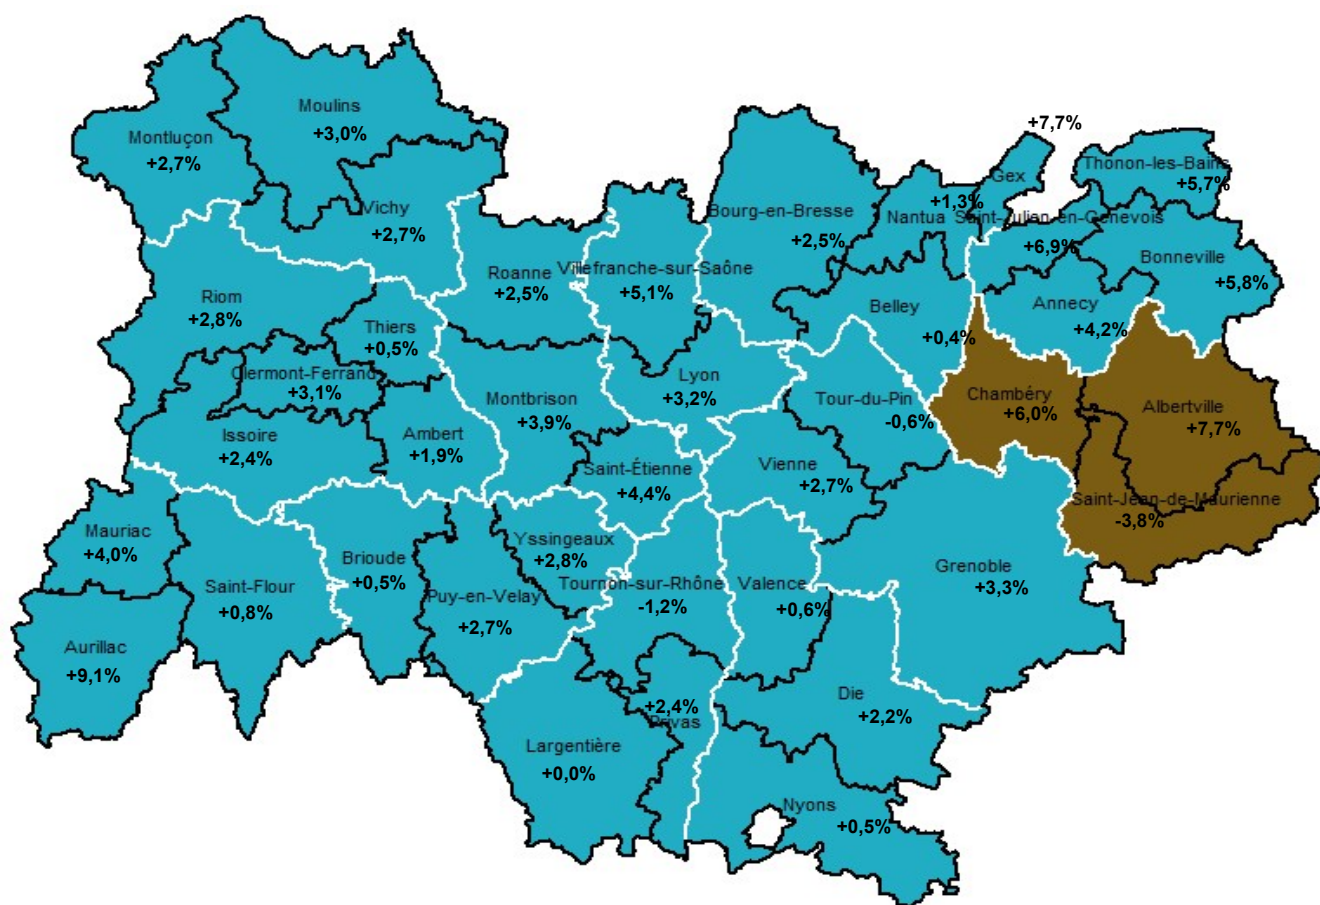 Moulins
+3,0%
Montluçon
+2,7%
Vichy
+2,7%
+7,7%
Gex
Thonon-les-Bains
+5,7%
Bourg-en-Bresse
+2,5%
Nantua
+1,3%
Saint-Julien-en-Genevois
+6,9%
Bonneville
+5,8%
Roanne
+2,5%
Villefranche-sur-Saône
+5,1%
Riom
+2,8%
Thiers
+0,5%
Belley
+0,4%
Annecy
+4,2%
Clermont-Ferrand
+3,1%
Lyon
+3,2%
Montbrison
+3,9%
Tour-du-Pin
-0,6%
Chambéry
+6,0%
Albertville
+7,7%
Issoire
+2,4%
Ambert
+1,9%
Saint-Étienne
+4,4%
Vienne
+2,7%
Saint-Jean-de-Maurienne
-3,8%
Mauriac
+4,0%
Saint-Flour
+0,8%
Brioude
+0,5%
Yssingeaux
+2,8%
Puy-en-Velay
+2,7%
Tournon-sur-Rhône
-1,2%
Valence
+0,6%
Grenoble
+3,3%
Aurillac
+9,1%
Die
+2,2%
+2,4%
Privas
Largentière
+0,0%
Nyons
+0,5%